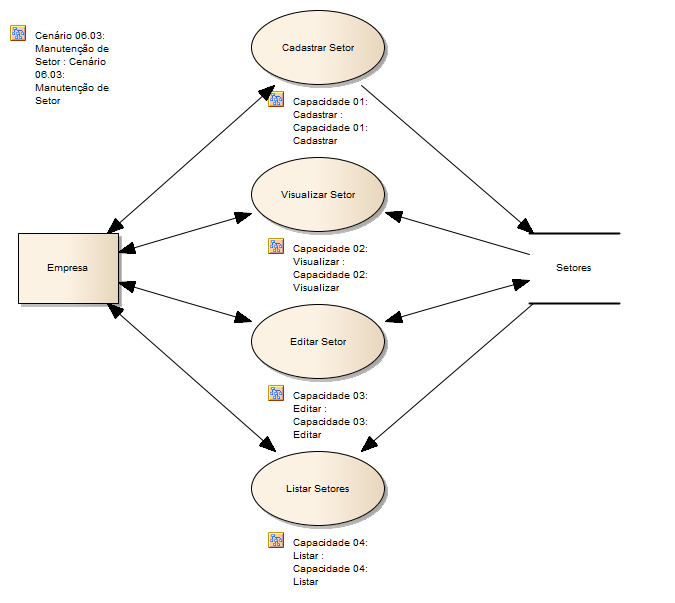 Cenário 06.03:
Manutenção de
Setor : Cenário
06.03:
Manutenção de
Setor
Cadastrar Setor
Capacidade 01:
Cadastrar :
Capacidade 01:
Cadastrar
Visualizar Setor
Capacidade 02:
Visualizar :
Capacidade 02:
Visualizar
Empresa
Setores
Editar Setor
Capacidade 03:
Editar :
Capacidade 03:
Editar
Listar Setores
Capacidade 04:
Listar :
Capacidade 04:
Listar